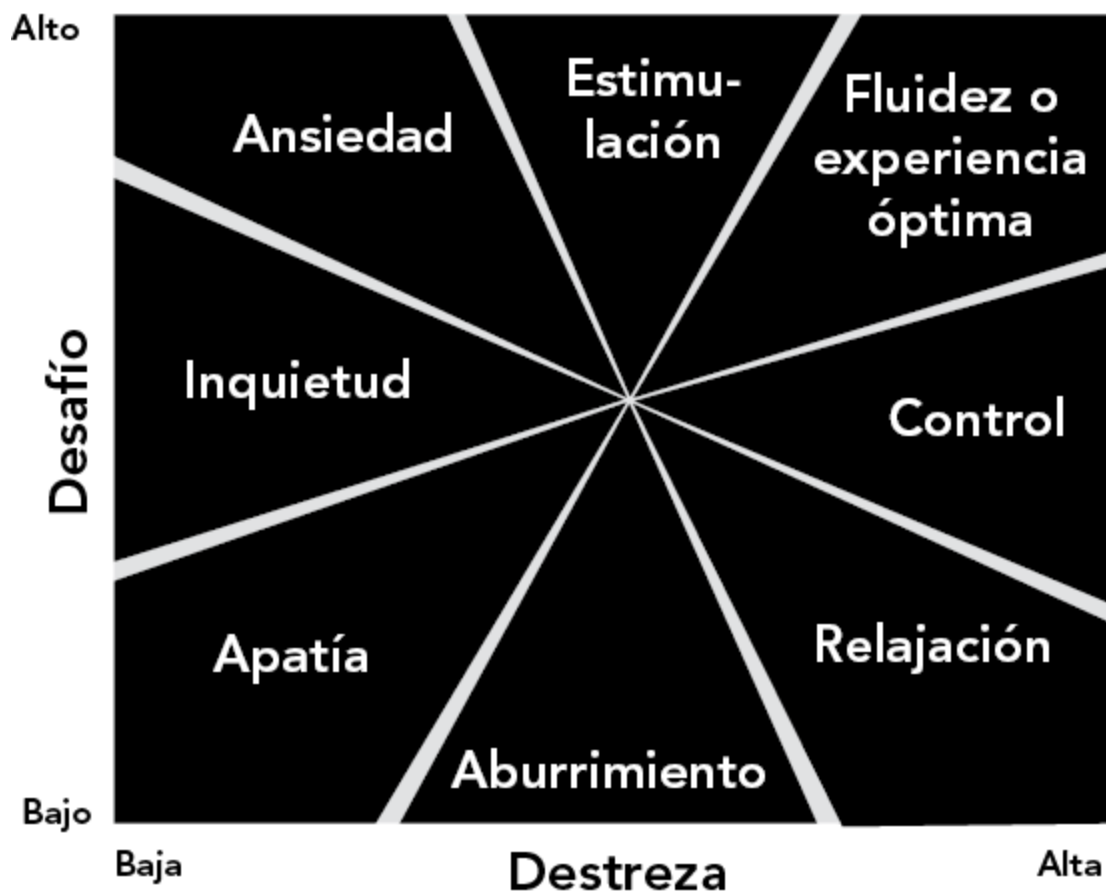 Alto
Estimu-
lación
Fluidez o
experiencia
óptima
Ansiedad
Desafío
Inquietud
Control
Apatía
Relajación
Aburrimiento
Bajo
Baja
Destreza
Alta